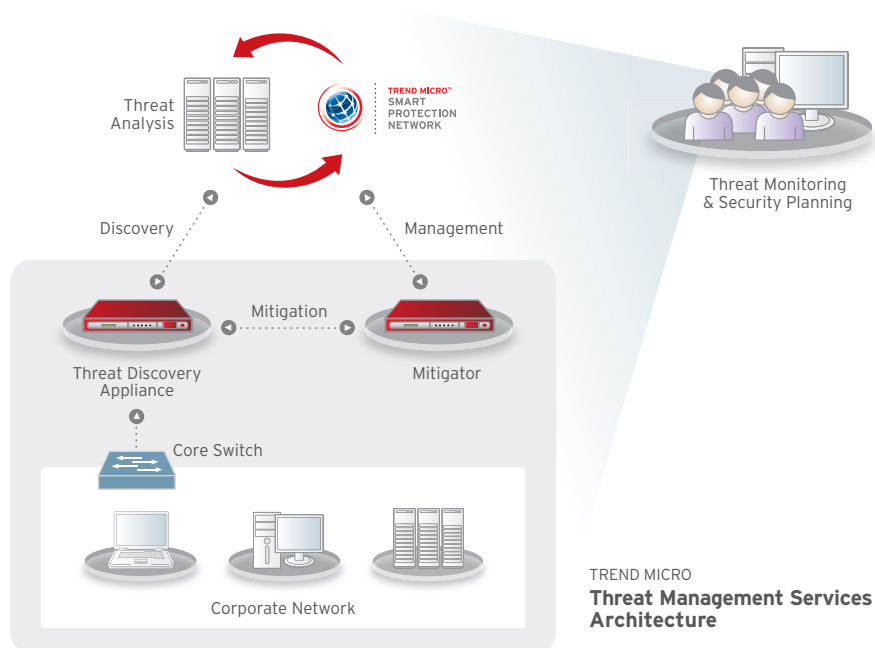 Threat
Analysis
TREND MICRO™
SMART
PROTECTION
NETWORK
Threat Monitoring
& Security Planning
Discovery
Management
Mitigation
Threat Discovery
Appliance
Mitigator
Core Switch
Corporate Network
TREND MICRO
Threat Management Services
Architecture